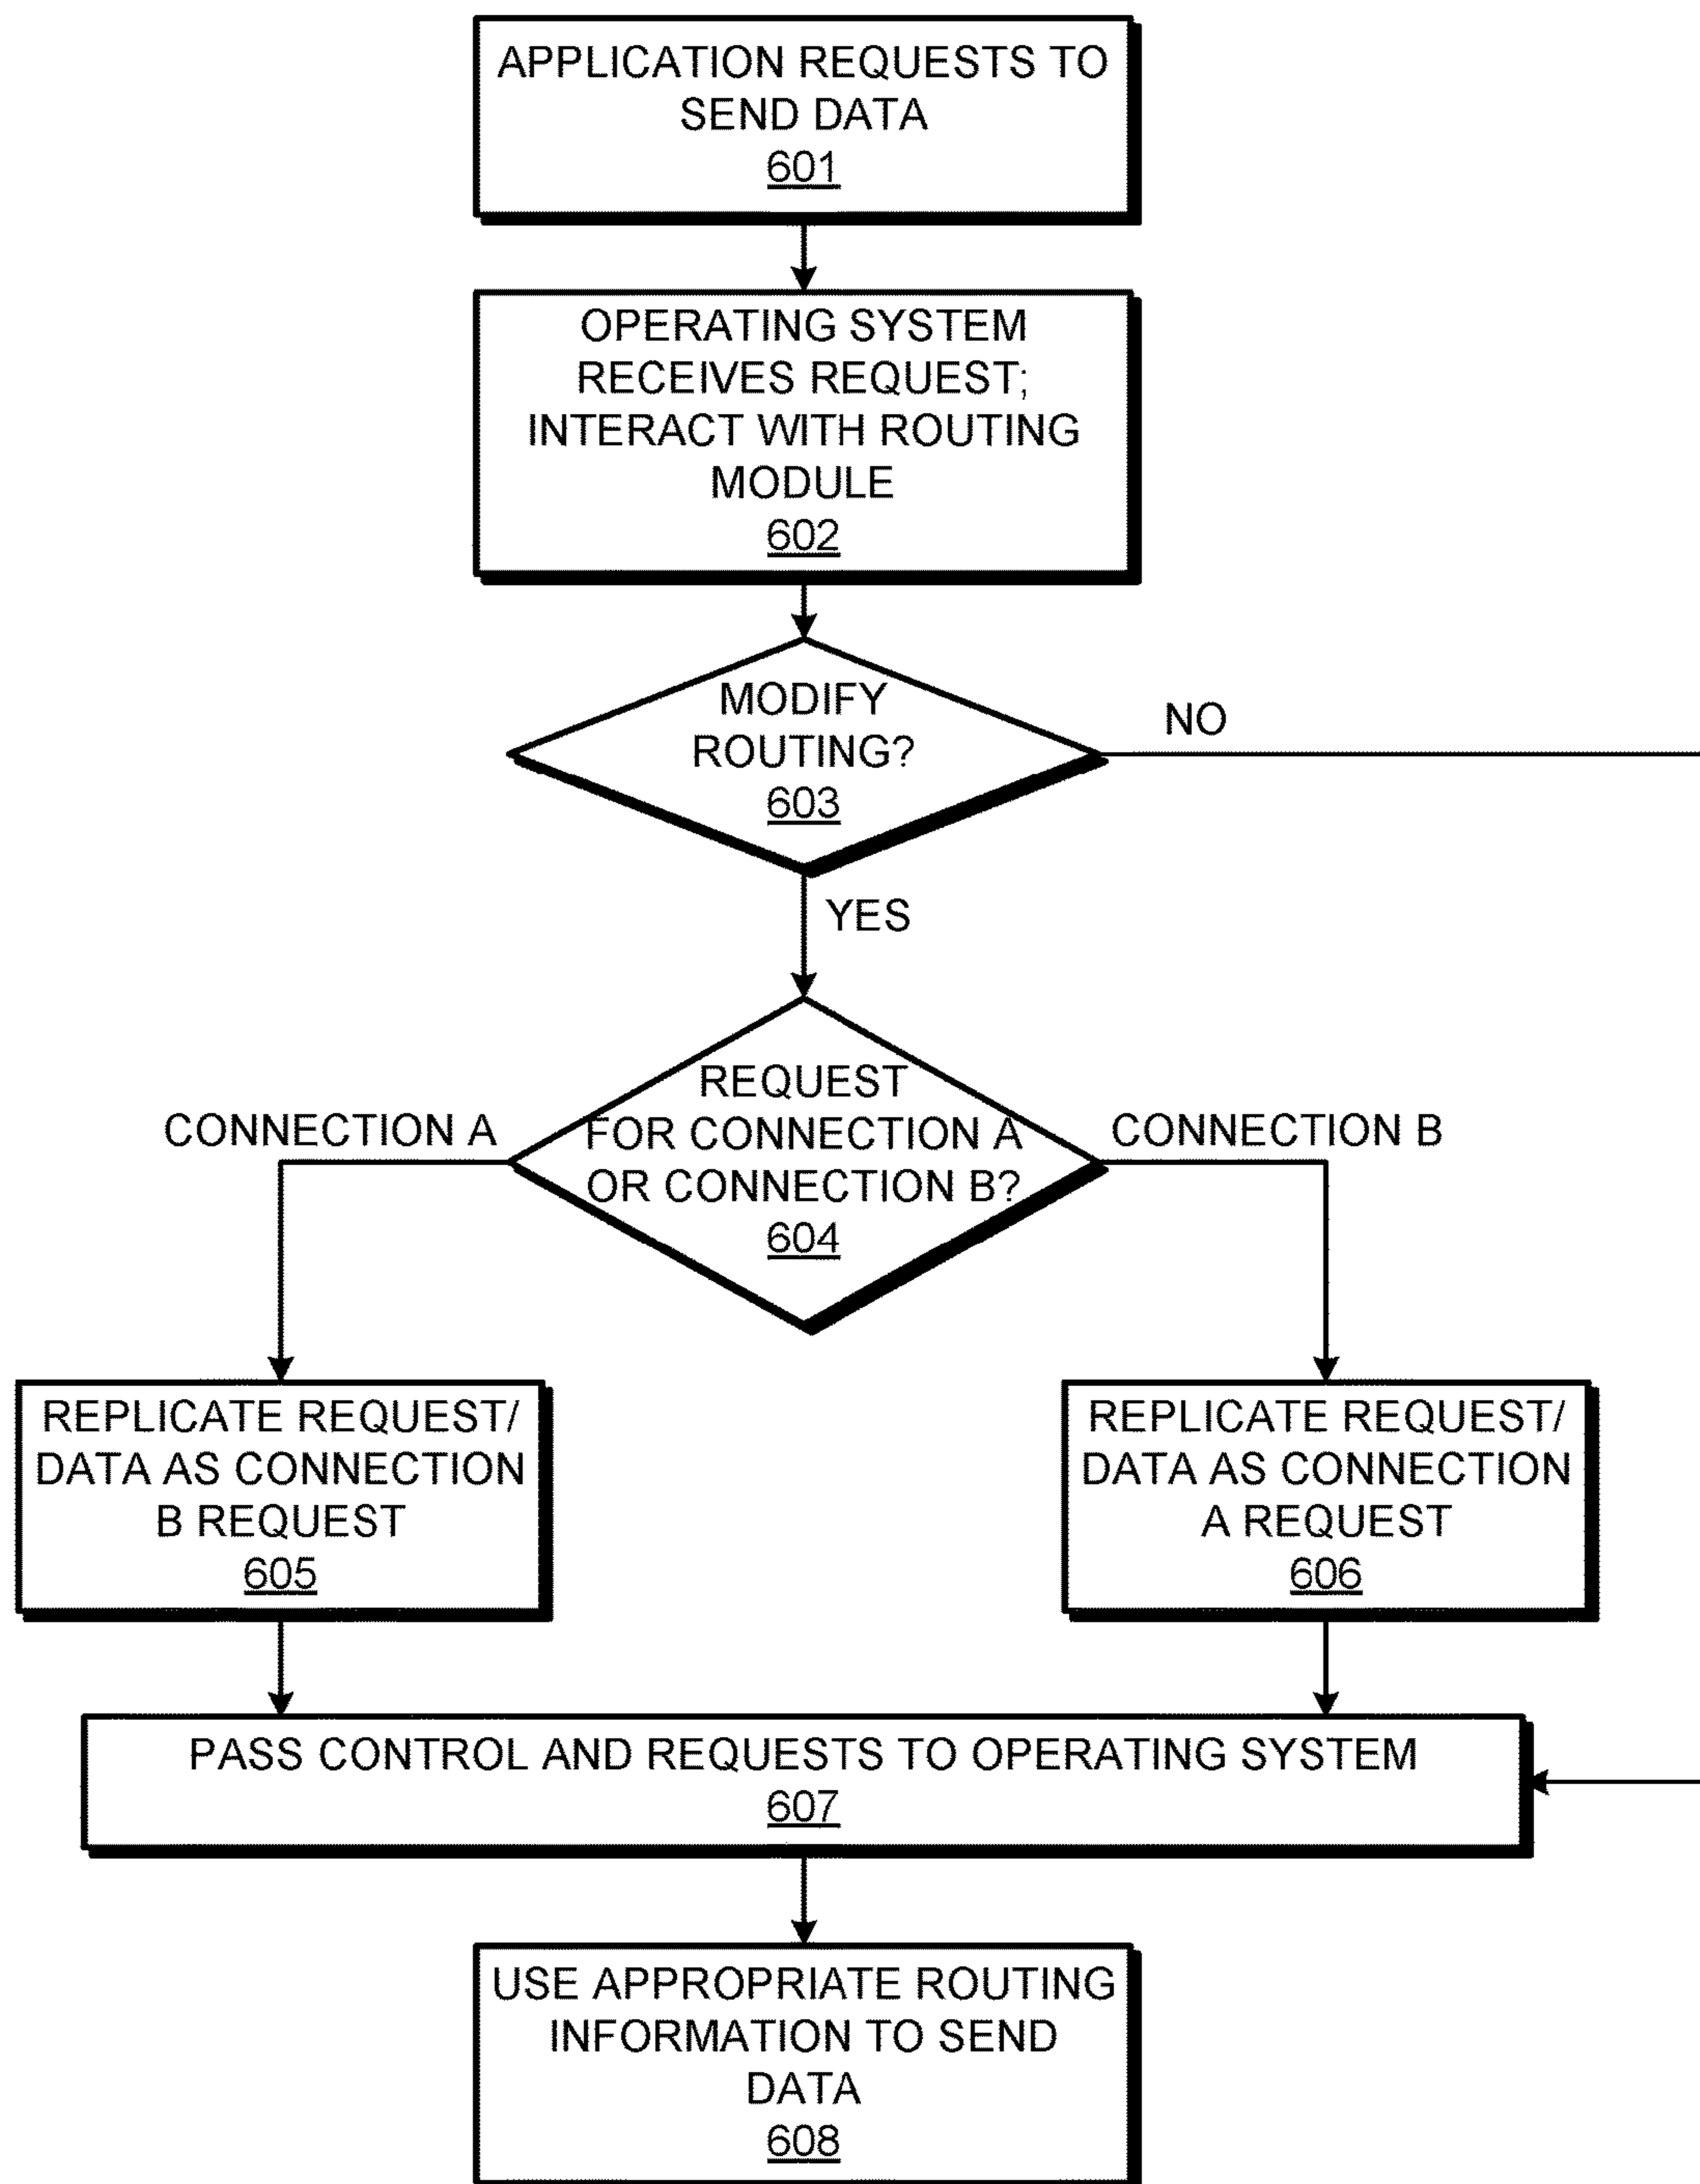 APPLICATION REQUESTS TO
SEND DATA
601
OPERATING SYSTEM
RECEIVES REQUEST;
INTERACT WITH ROUTING
MODULE
602
MODIFY
ROUTING?
603
NO
YES
REQUEST
FOR CONNECTION A
OR CONNECTION B?
604
CONNECTION A
CONNECTION B
REPLICATE REQUEST/
DATA AS CONNECTION
B REQUEST
605
REPLICATE REQUEST/
DATA AS CONNECTION
A REQUEST
606
PASS CONTROL AND REQUESTS TO OPERATING SYSTEM
607
USE APPROPRIATE ROUTING
INFORMATION TO SEND
DATA
608